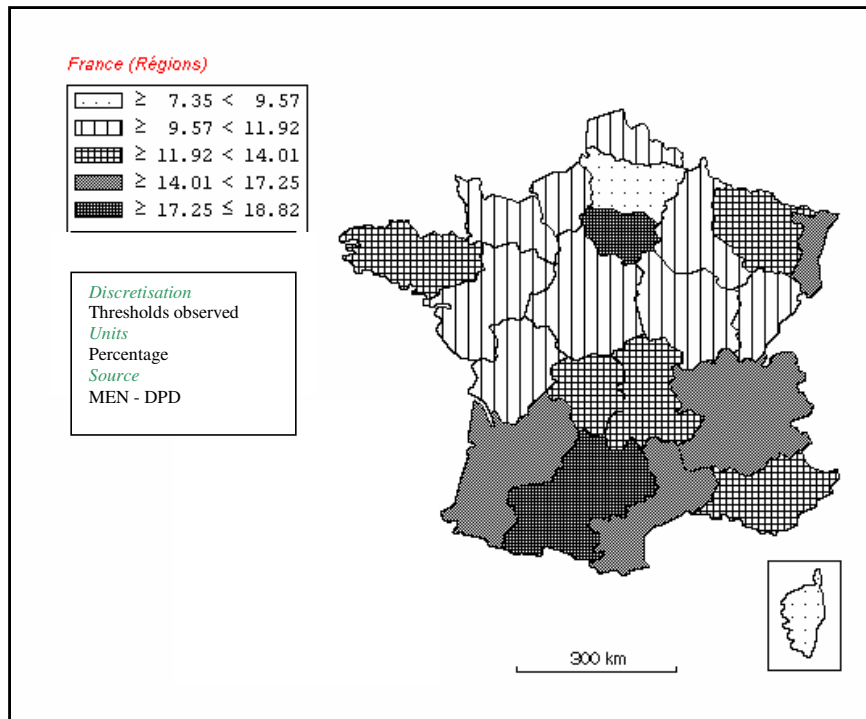 France (Régions)
≥ 7.35 < 9.57
≥ 9.57 < 11.92
≥ 11.92 < 14.01
≥ 14.01 < 17.25
≥ 17.25 ≤ 18.82
Discretisation
Thresholds observed
Units
Percentage
Source
MEN - DPD
300 km